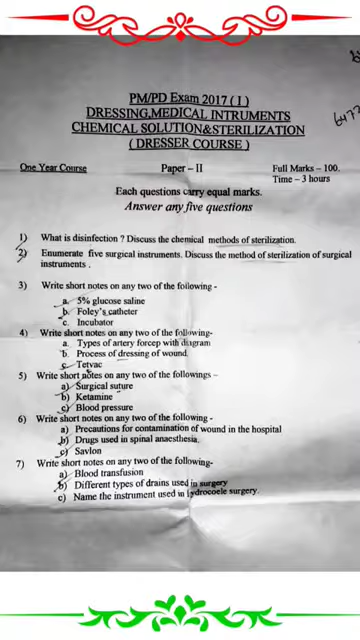 6477
PM/PD Exam 2017 ( I )
DRESSING,MEDICAL INTRUMENTS
CHEMICAL SOLUTION&STERILIZATION
( DRESSER COURSE )
One Year Course Paper – II Full Marks – 100.
Time – 3 hours
Each questions carry equal marks.
Answer any five questions
1) What is disinfection ? Discuss the chemical methods of sterilization.
2) Enumerate five surgical instruments. Discuss the method of sterilization of surgical
instruments .
3) Write short notes on any two of the following -
a. 5% glucose saline
b. Foley's catheter
c. Incubator
4) Write short notes on any two of the following-
a. Types of artery forcep with diagram
b. Process of dressing of wound.
c. Tetvac
5) Write short notes on any two of the followings –
a) Surgical suture
b) Ketamine
c) Blood pressure
6) Write short notes on any two of the following -
a) Precautions for contamination of wound in the hospital
b) Drugs used in spinal anaesthesia.
c) Savlon
7) Write short notes on any two of the following-
a) Blood transfusion
b) Different types of drains used in surgery
c) Name the instrument used in hydrocoele surgery.